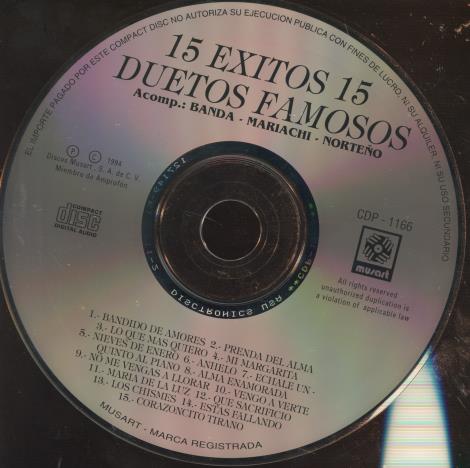 EL IMPORTE PAGADO POR ESTE COMPACT DISC NO AUTORIZA SU EJECUCION PUBLICA CON FINES DE LUCRO, NI SU ALQUILER, NI SU USO SECUNDARIO
15 EXITOS 15
DUETOS FAMOSOS
Acomp.: BANDA - MARIACHI - NORTEÑO
P C 1994
Discos Musart - S. A. de C. V.
Miembro de Amprofón
COMPACT
disc
DIGITAL AUDIO
CDP - 1166
musart
All rights reserved
unauthorized duplication is
a violation of applicable law
DISCTRONICS USA
1.- BANDIDO DE AMORES 2.- PRENDA DEL ALMA
3.- LO QUE MAS QUIERO 4.- MI MARGARITA
5.- NIEVES DE ENERO 6.- ANHELO 7.- ECHALE UN -
QUINTO AL PIANO 8.- ALMA ENAMORADA
9.- NO ME VENGAS A LLORAR 10.- VENGO A VERTE
11.- MARIA DE LA LUZ 12.- QUE SACRIFICIO
13.- LOS CHISMES 14.- ESTAS FALLANDO
15.- CORAZONCITO TIRANO
MUSART - MARCA REGISTRADA